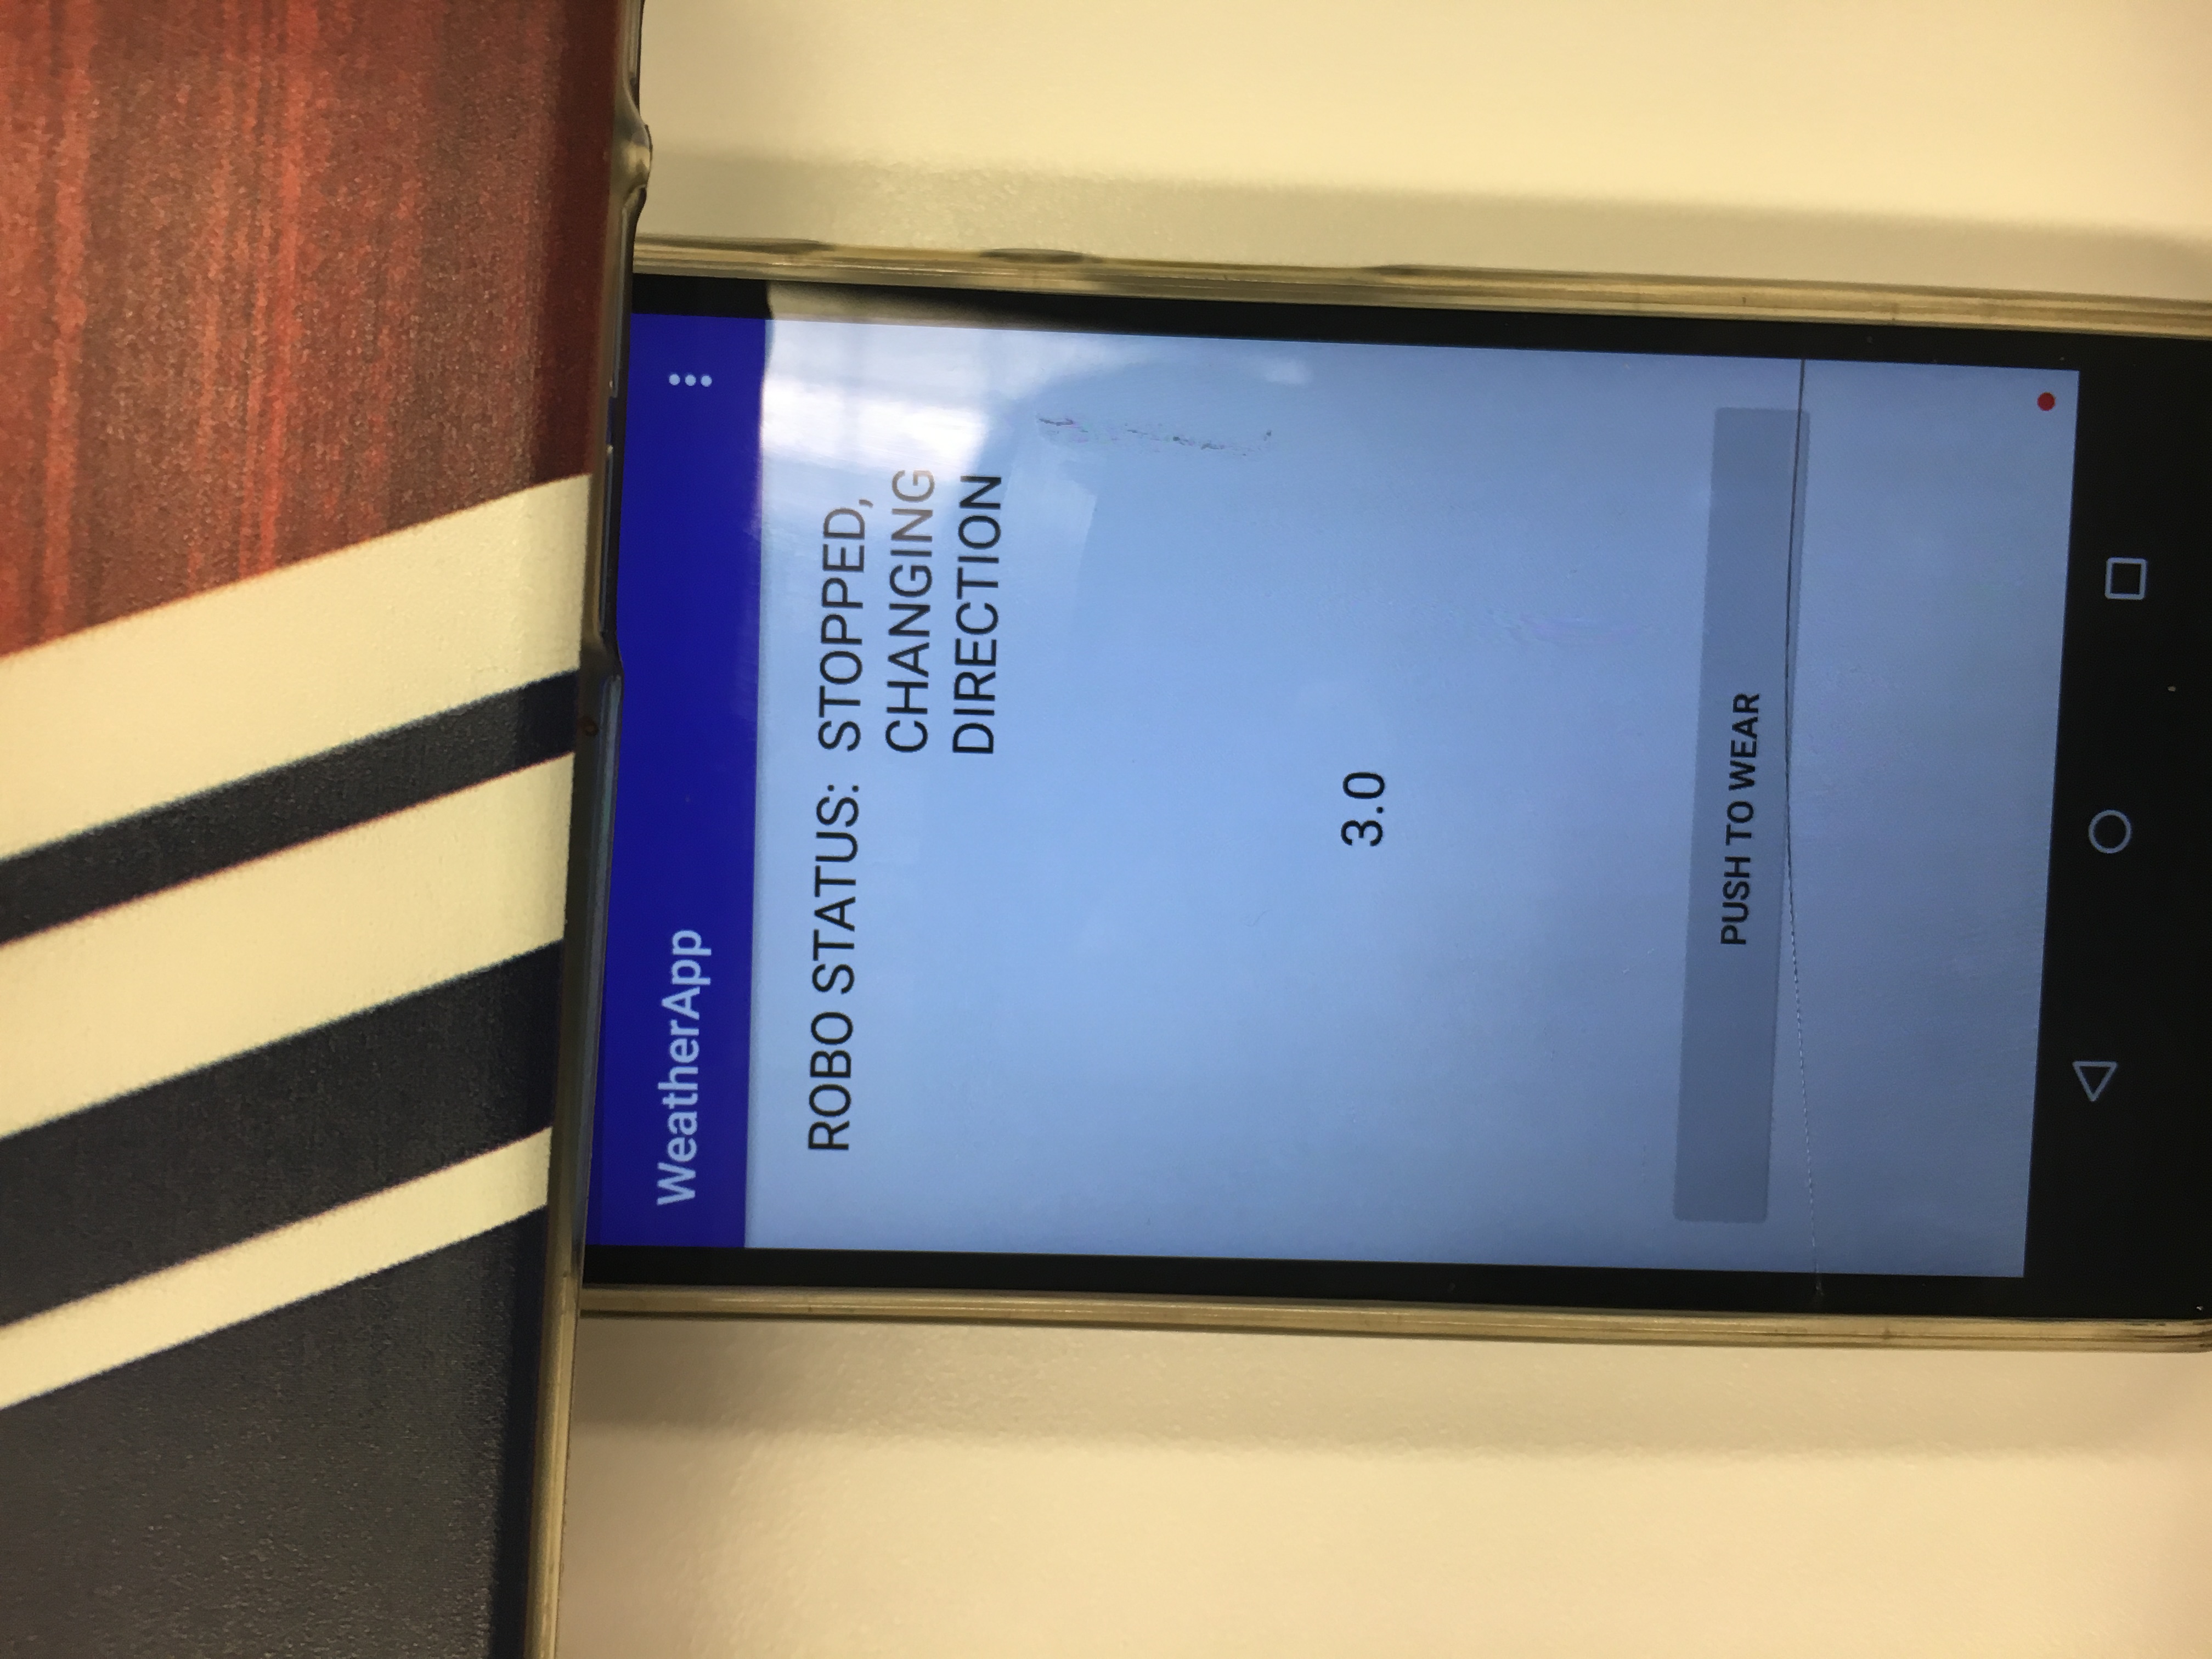 WeatherApp
ROBO STATUS: STOPPED,
CHANGING
DIRECTION
3.0
PUSH TO WEAR